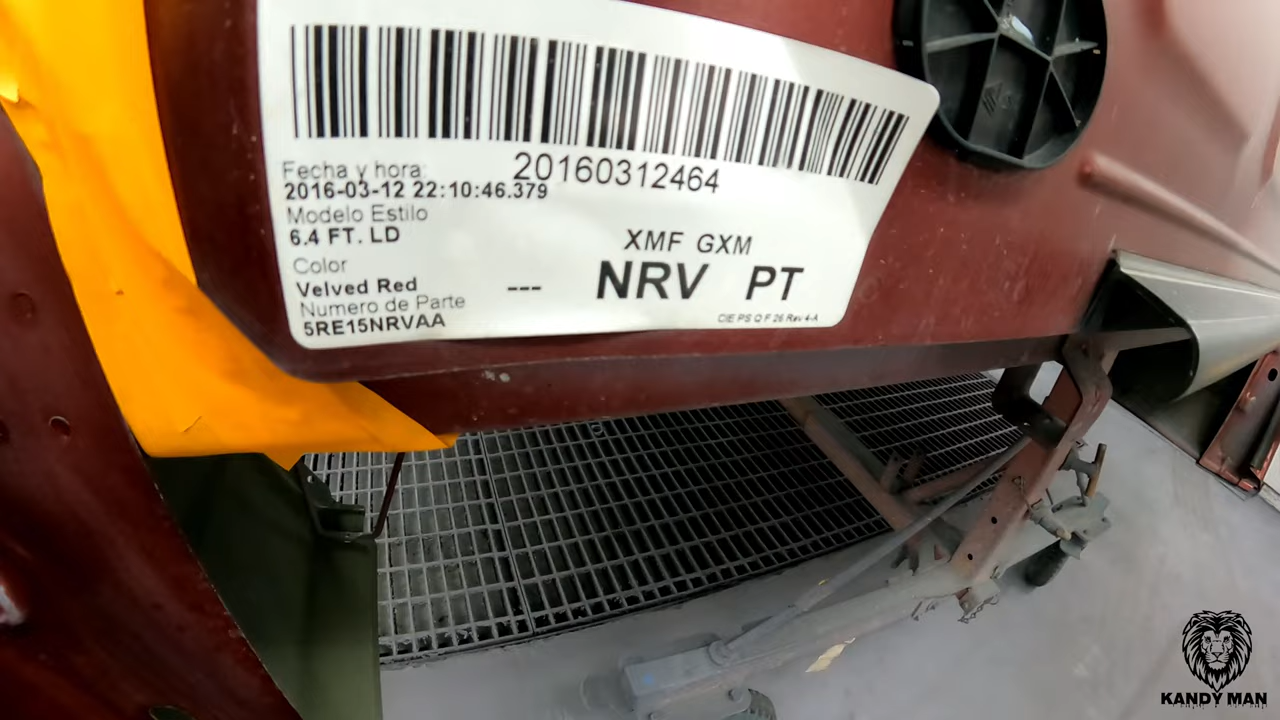 20160312464
Fecha y hora:
2016-03-12 22:10:46.379
Modelo Estilo
6.4 FT. LD
XMF GXM
Color
Velved Red
--- NRV PT
Numero de Parte
5RE15NRVAA
CIE PS Q F 26 Rev 4-A
KANDY MAN